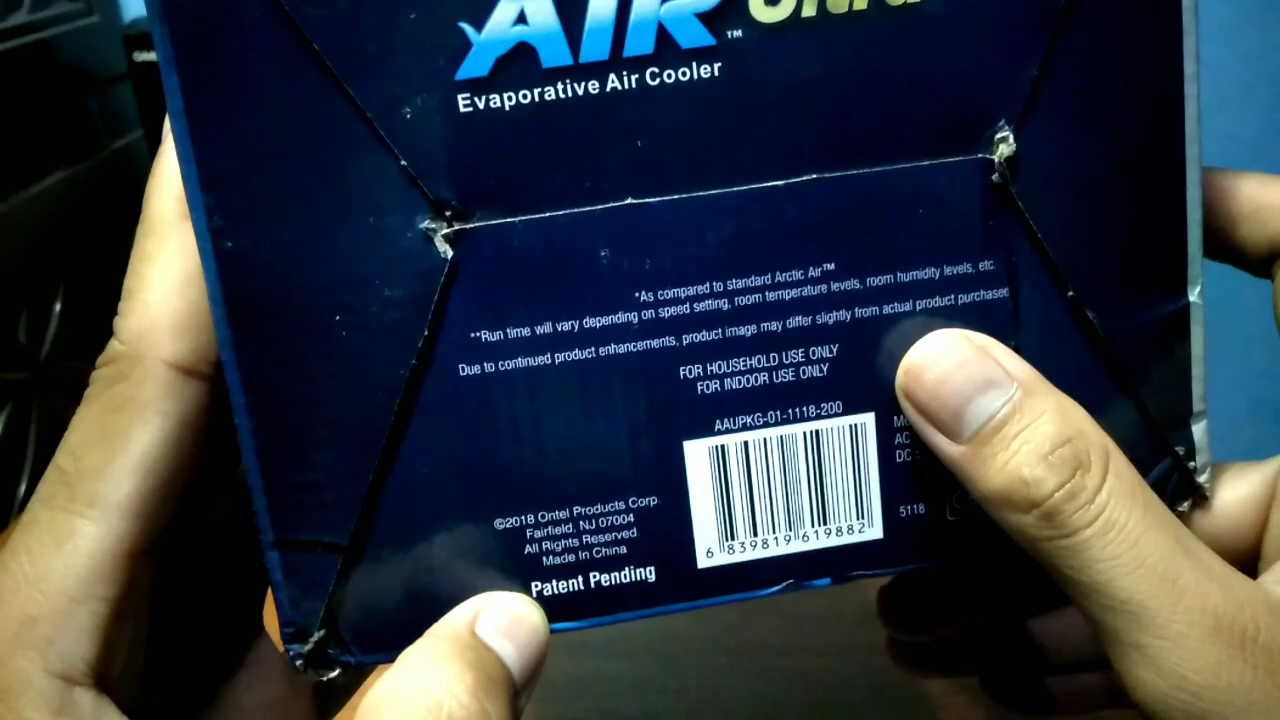 AIR™ Ultra
Evaporative Air Cooler
*As compared to standard Arctic Air™
**Run time will vary depending on speed setting, room temperature levels, room humidity levels, etc.
Due to continued product enhancements, product image may differ slightly from actual product purchased
FOR HOUSEHOLD USE ONLY
FOR INDOOR USE ONLY
AAUPKG-01-1118-200
AC
DC
5118
6 839819 619882
©2018 Ontel Products Corp.
Fairfield, NJ 07004
All Rights Reserved.
Made in China
Patent Pending